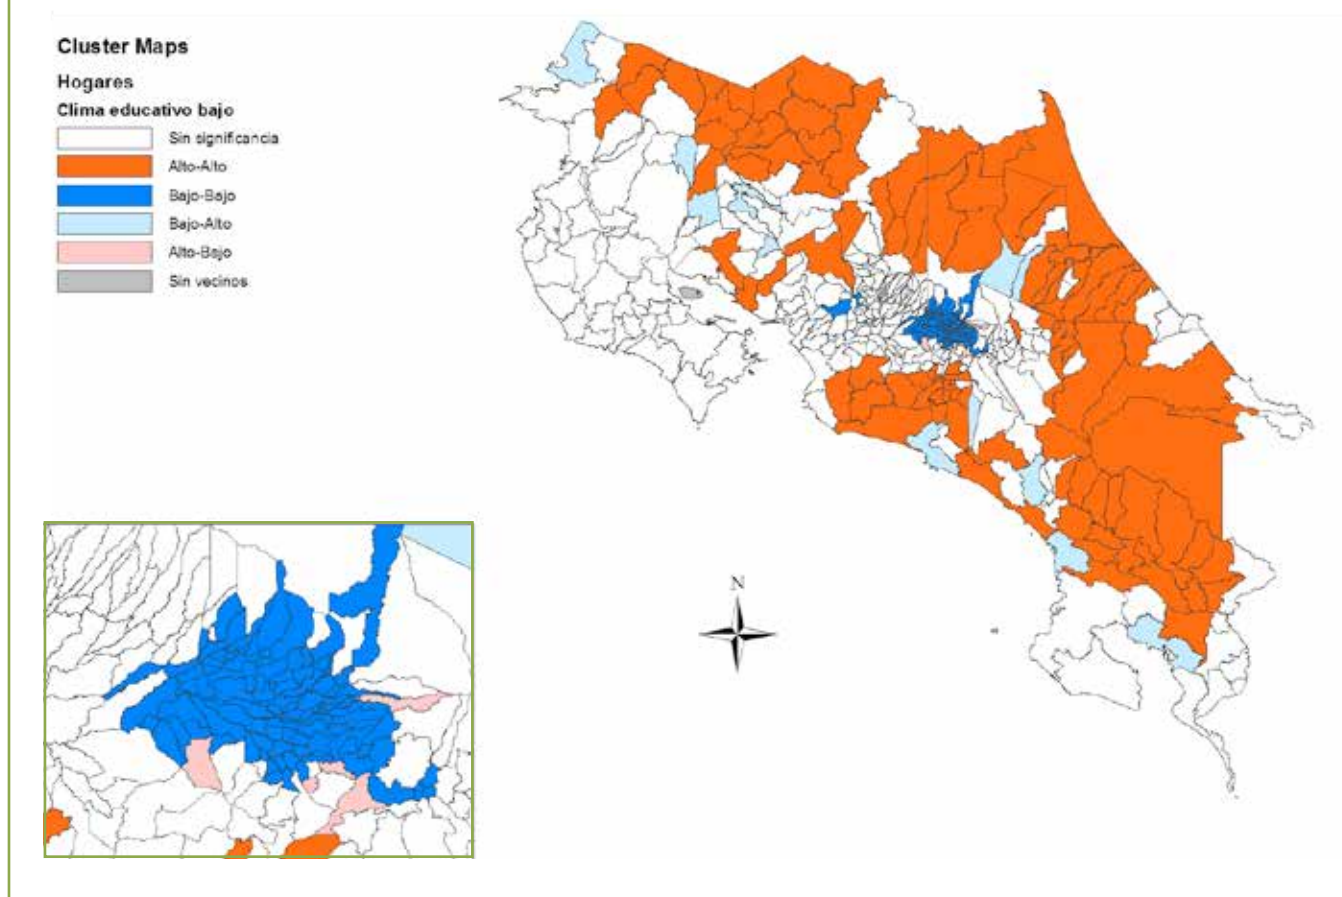 Cluster Maps
Hogares
Clima educativo bajo
Sin significancia
Alto-Alto
Bajo-Bajo
Bajo-Alto
Alto-Bajo
Sin vecinos
N